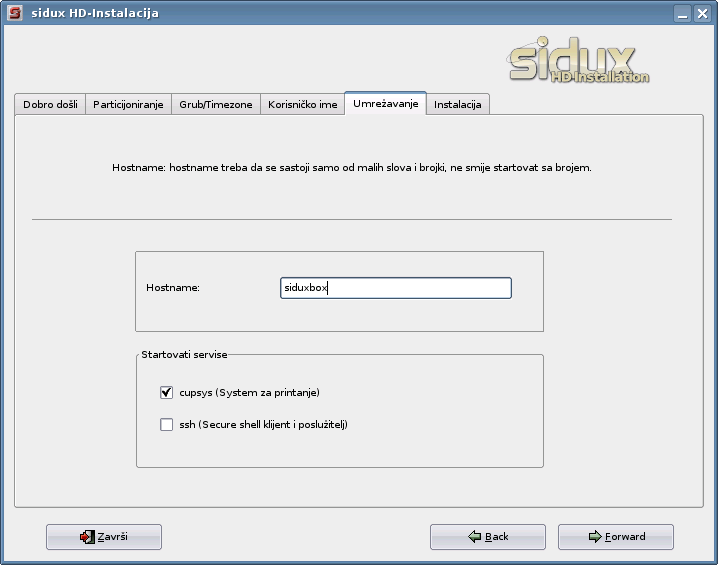 sidux HD-Instalacija
sidux
HD-Installation
Dobro došli Particijoniranje Grub/Timezone Korisničko ime Umrežavanje Instalacija
Hostname: hostname treba da se sastoji samo od malih slova i brojki, ne smije startovat sa brojem.
Hostname: siduxbox
Startovati servise
cupsys (System za printanje)
ssh (Secure shell klijent i poslužitelj)
Završi Back Forward